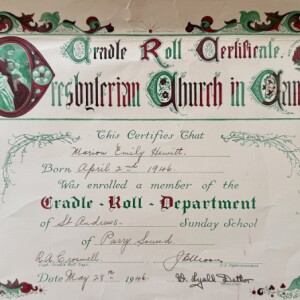 Cradle Roll Certificate.
Presbyterian Church in Can
This Certifies That
Marion Emily Hewitt.
Born April 2nd 1946.
Was enrolled a member of the
Cradle - Roll - Department
of St Andrews Sunday School
of Parry Sound
R A Cromwell
Date May 28th 1946